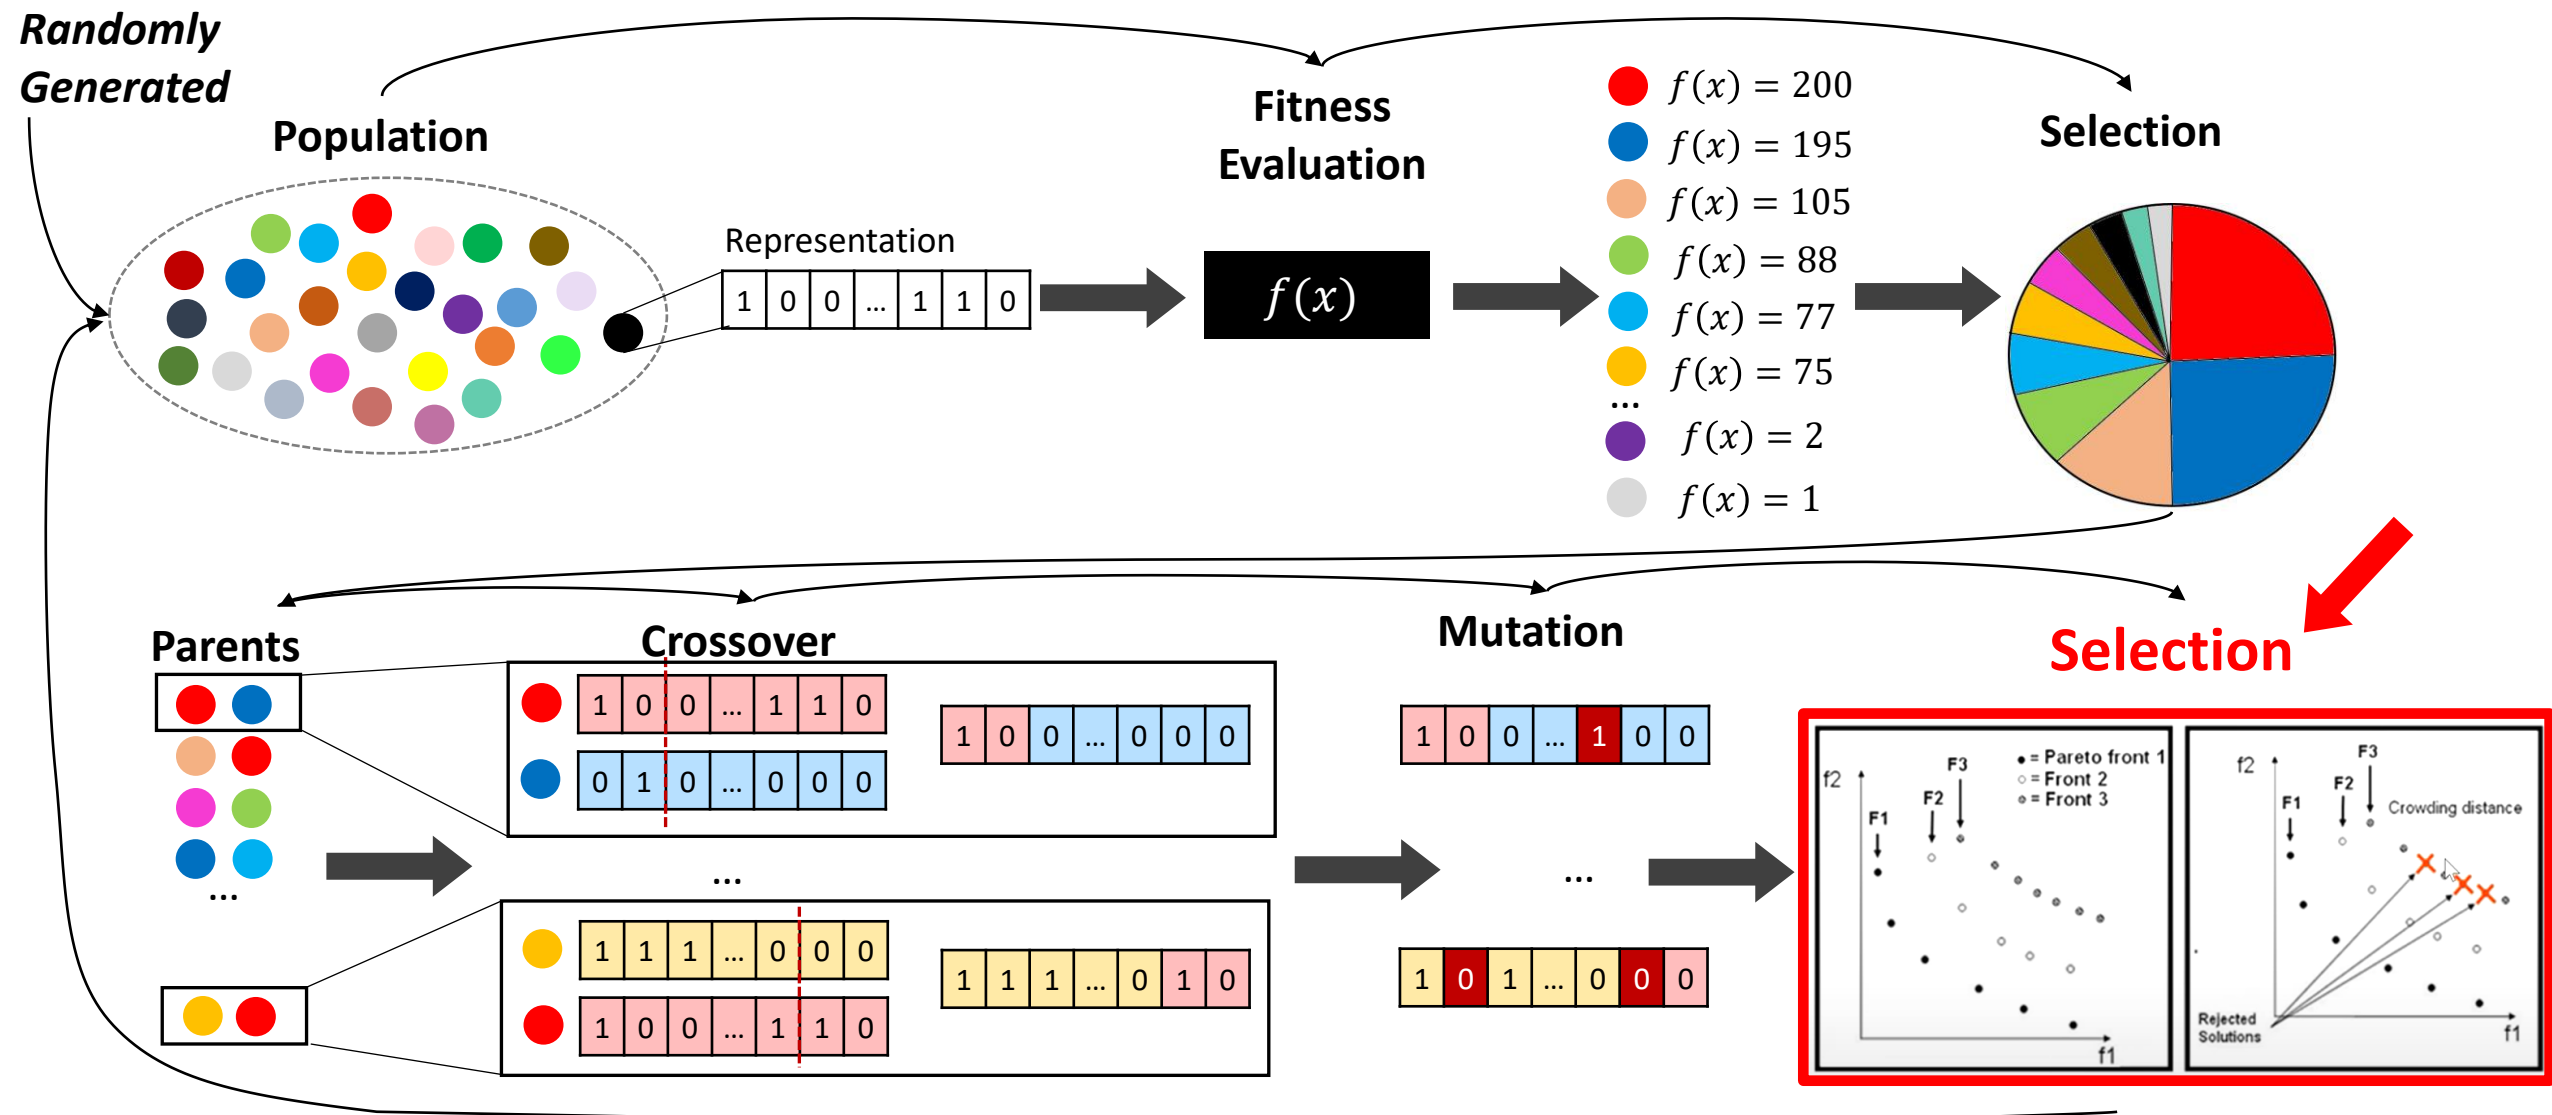 Randomly
Generated
Population
Representation
1 0 0 ... 1 1 0
Fitness
Evaluation
f(x)
f(x) = 200
f(x) = 195
f(x) = 105
f(x) = 88
f(x) = 77
f(x) = 75
...
f(x) = 2
f(x) = 1
Selection
Parents
...
Crossover
1 0 0 ... 1 1 0
0 1 0 ... 0 0 0
1 0 0 ... 0 0 0
...
1 1 1 ... 0 0 0
1 0 0 ... 1 1 0
1 1 1 ... 0 1 0
Mutation
1 0 0 ... 1 0 0
...
1 0 1 ... 0 0 0
Selection
f2
F1
F2
F3
= Pareto front 1
= Front 2
= Front 3
f1
f2
F1
F2
F3
Crowding distance
Rejected
Solutions
f1